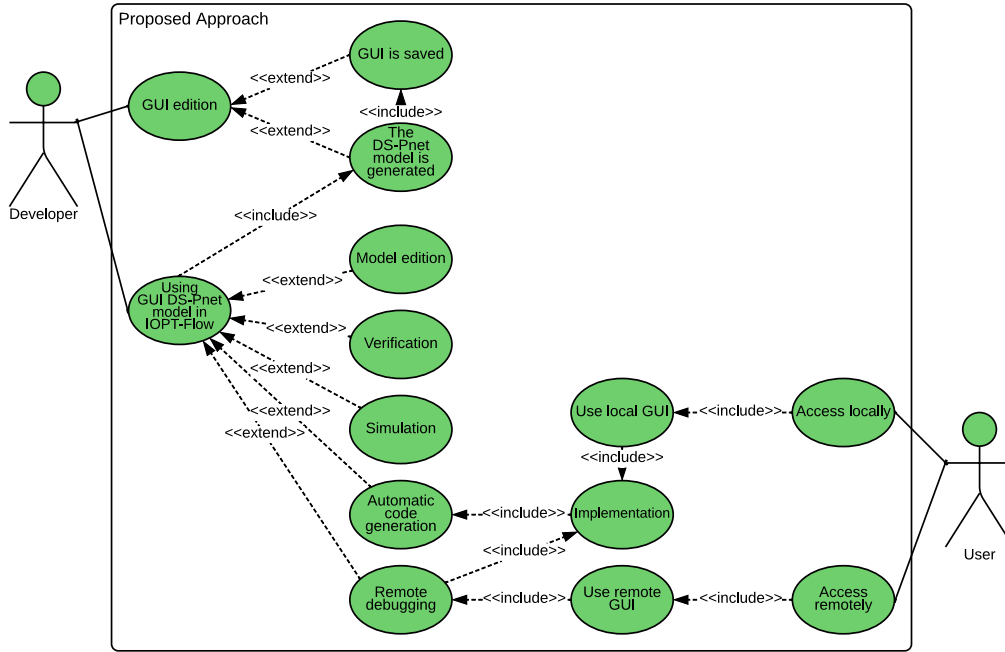 Proposed Approach
GUI is saved
<<extend>>
GUI edition
<<include>>
<<extend>>
The
DS-Pnet
model is
generated
Developer
<<include>>
Model edition
<<extend>>
Using
GUI DS-Pnet
model in
IOPT-Flow
<<extend>>
Verification
<<extend>>
<<extend>>
<<extend>>
Simulation
Use local GUI
<<include>>
Access locally
<<include>>
Automatic
code
generation
<<include>>
Implementation
<<include>>
User
Remote
debugging
<<include>>
Use remote
GUI
<<include>>
Access
remotely